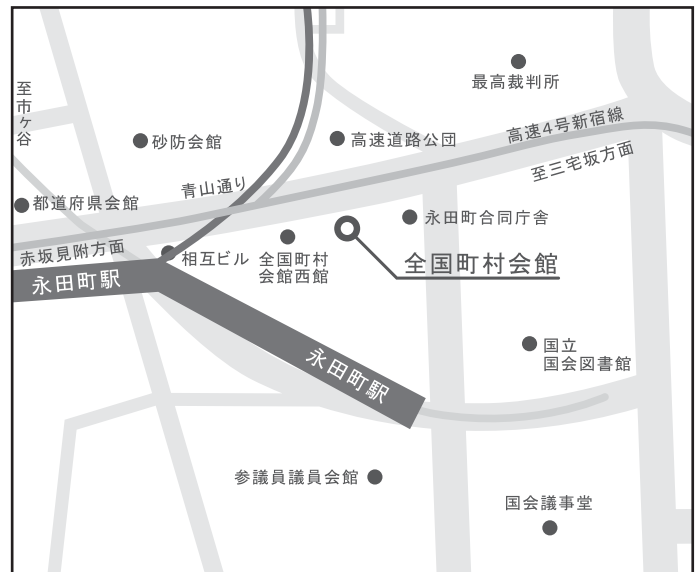 最高裁判所
至市ヶ谷
高速4号新宿線
砂防会館
高速道路公団
至三宅坂方面
青山通り
都道府県会館
永田町合同庁舎
赤坂見附方面
相互ビル
全国町村
会館西館
全国町村会館
永田町駅
国立
国会図書館
永田町駅
参議員議員会館
国会議事堂